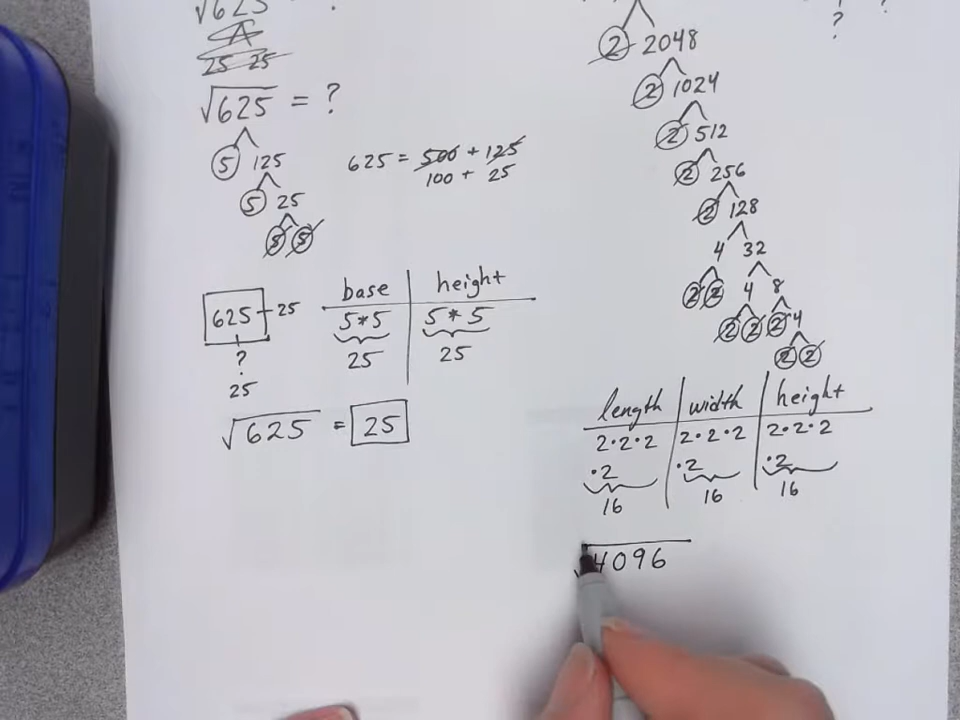 √625 ?
25 25
√625 = ?
5 125
5 25
5 5
625 = 500 + 125
100 + 25
625 25
?
25
base height
5*5 5*5
25 25
√625 = 25
?
2 2048
2 1024
2 512
2 256
2 128
4 32
2 2 4 8
2 2 2 4
2 2
length width height
2·2·2 2·2·2 2·2·2
·2 ·2 ·2
16 16 16
√4096